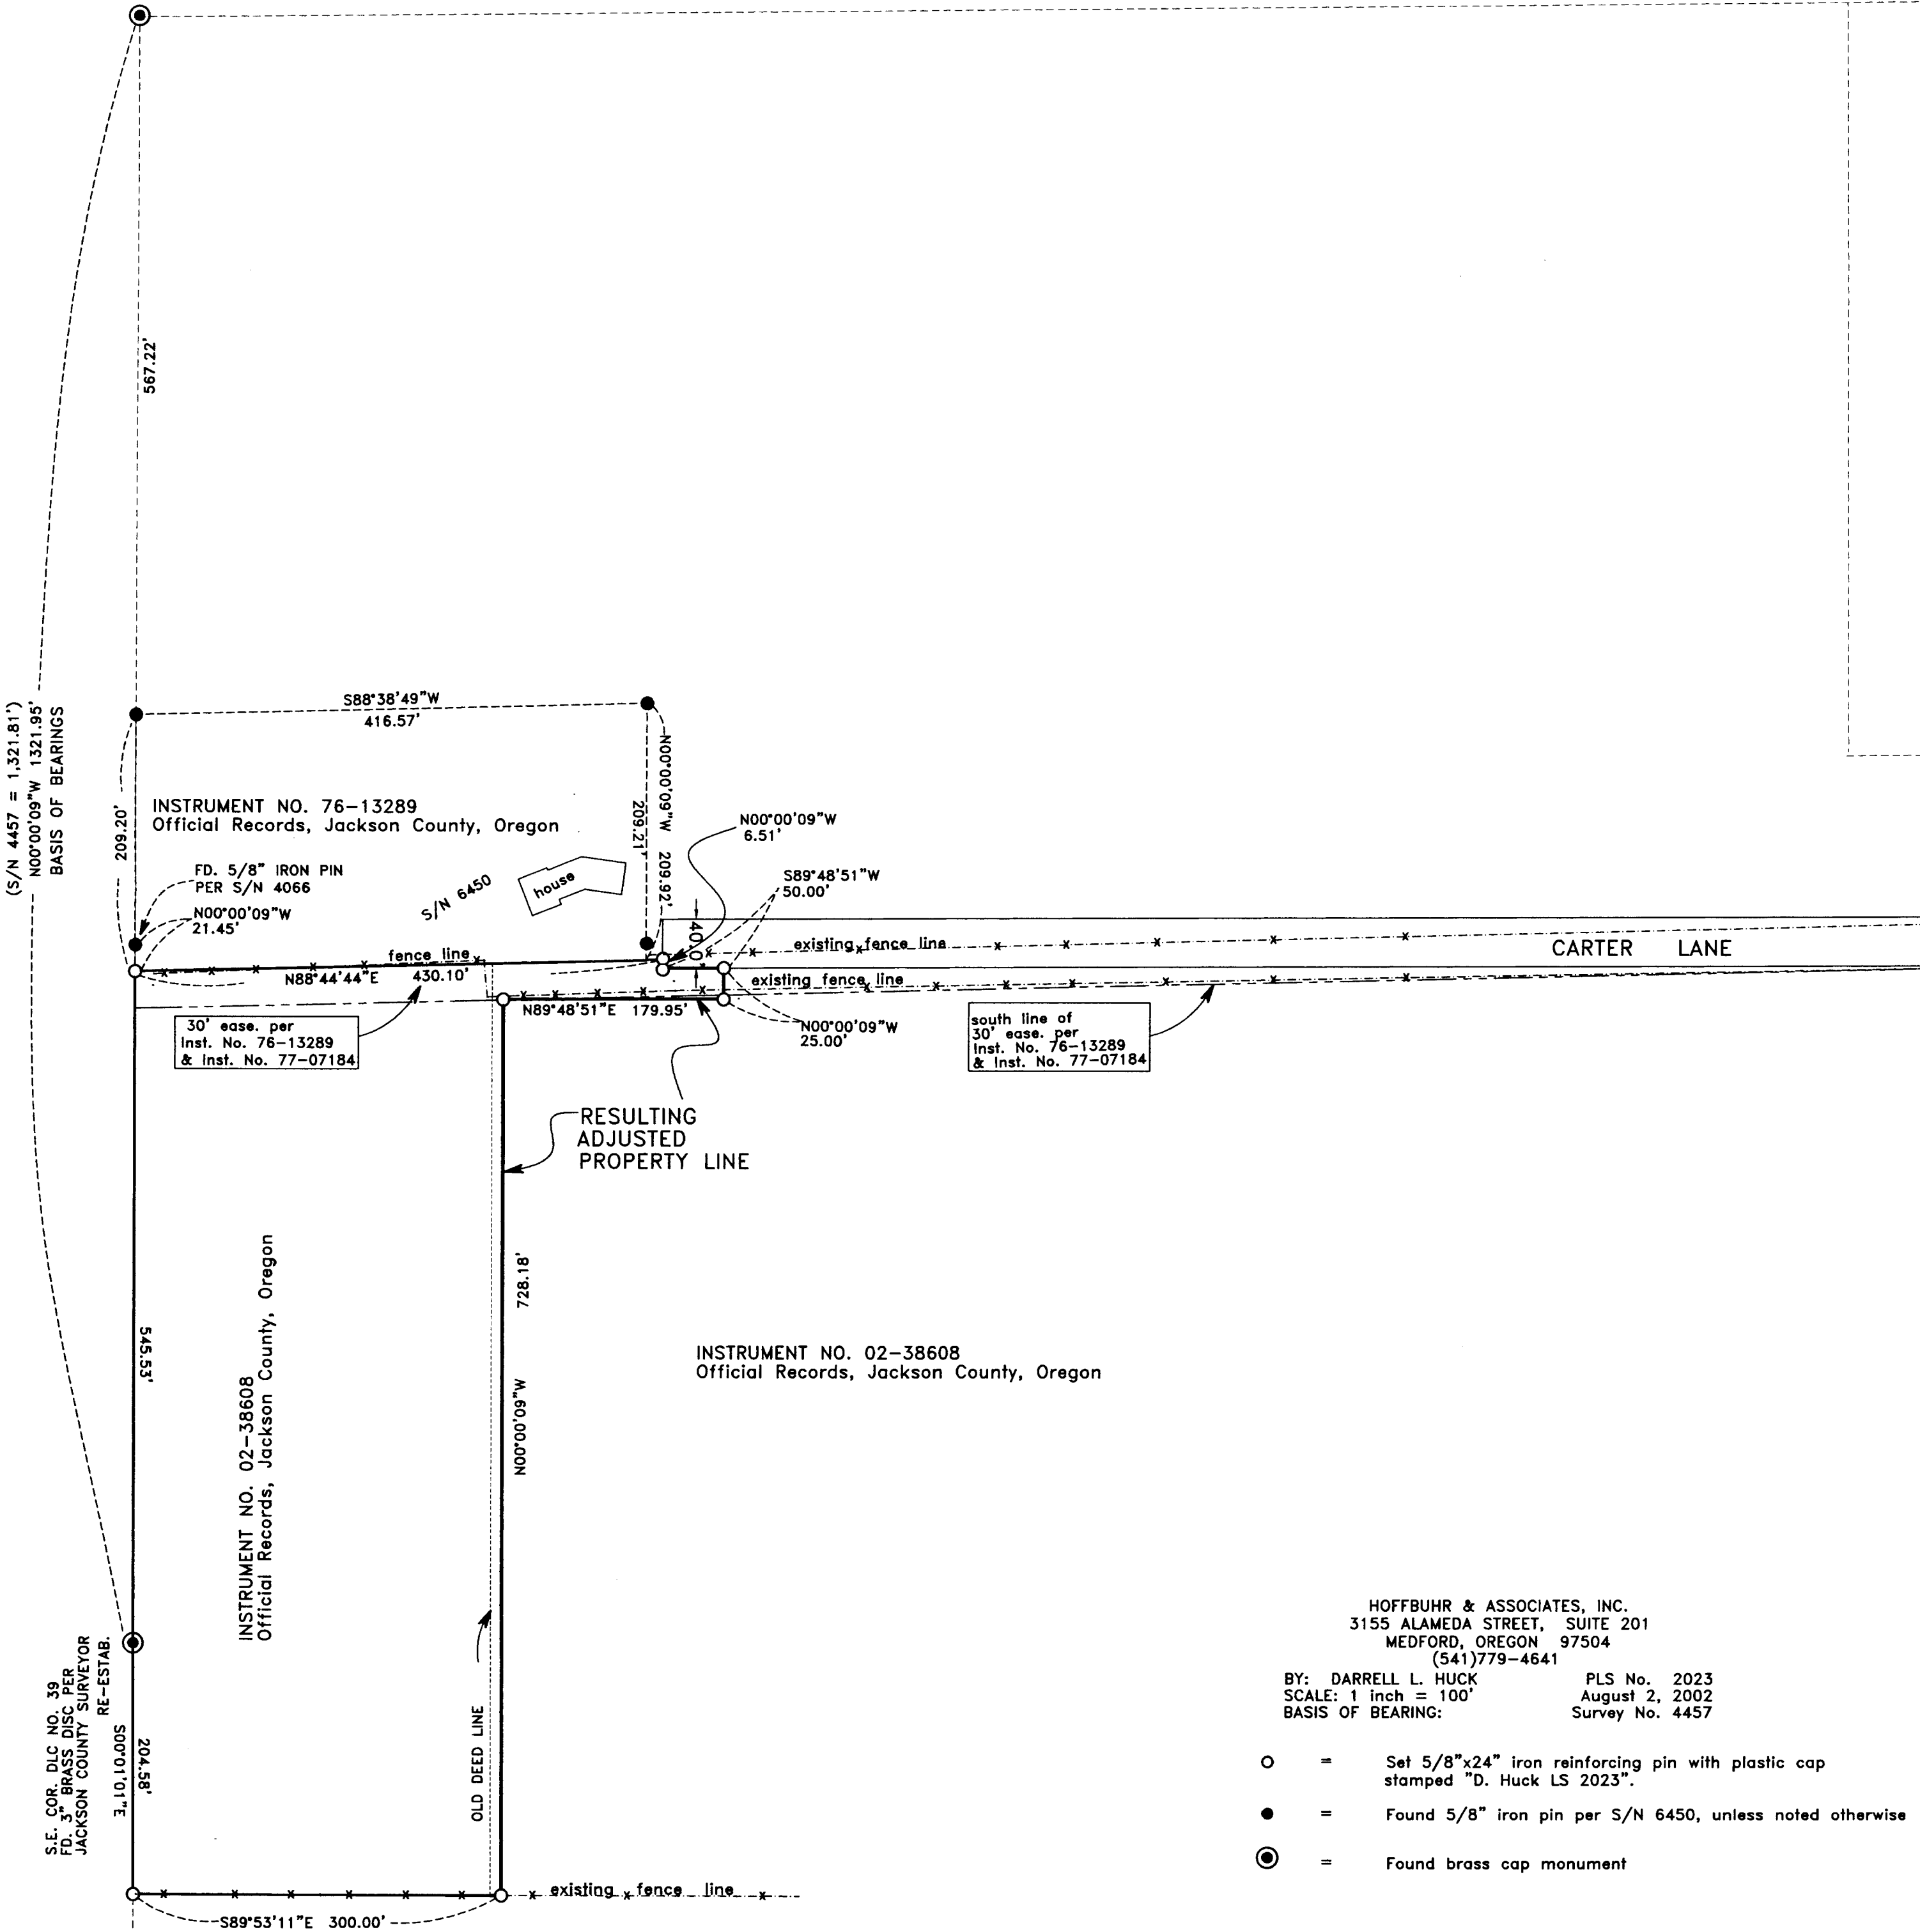 567.22'
(S/N 4457 = 1,321.81')
N00°00'09"W 1321.95'
BASIS OF BEARINGS
S88°38'49"W
416.57'
N00°00'09"W 209.92'
209.21'
209.20'
INSTRUMENT NO. 76-13289
Official Records, Jackson County, Oregon
N00°00'09"W
6.51'
FD. 5/8" IRON PIN
PER S/N 4066
S/N 6450
house
S89°48'51"W
50.00'
N00°00'09"W
21.45'
40.0'
fence line
existing fence line
CARTER LANE
N88°44'44"E 430.10'
existing fence line
N89°48'51"E 179.95'
30' ease. per
Inst. No. 76-13289
& Inst. No. 77-07184
N00°00'09"W
25.00'
south line of
30' ease. per
Inst. No. 76-13289
& Inst. No. 77-07184
RESULTING
ADJUSTED
PROPERTY LINE
545.53'
INSTRUMENT NO. 02-38608
Official Records, Jackson County, Oregon
N00°00'09"W 728.18'
INSTRUMENT NO. 02-38608
Official Records, Jackson County, Oregon
S.E. COR. DLC NO. 39
FD. 3" BRASS DISC PER
JACKSON COUNTY SURVEYOR
RE-ESTAB.
204.58'
S00°01'01"E
OLD DEED LINE
existing fence line
S89°53'11"E 300.00'
HOFFBUHR & ASSOCIATES, INC.
3155 ALAMEDA STREET, SUITE 201
MEDFORD, OREGON 97504
(541)779-4641
BY: DARRELL L. HUCK PLS No. 2023
SCALE: 1 inch = 100' August 2, 2002
BASIS OF BEARING: Survey No. 4457
= Set 5/8"x24" iron reinforcing pin with plastic cap
stamped "D. Huck LS 2023".
= Found 5/8" iron pin per S/N 6450, unless noted otherwise
= Found brass cap monument